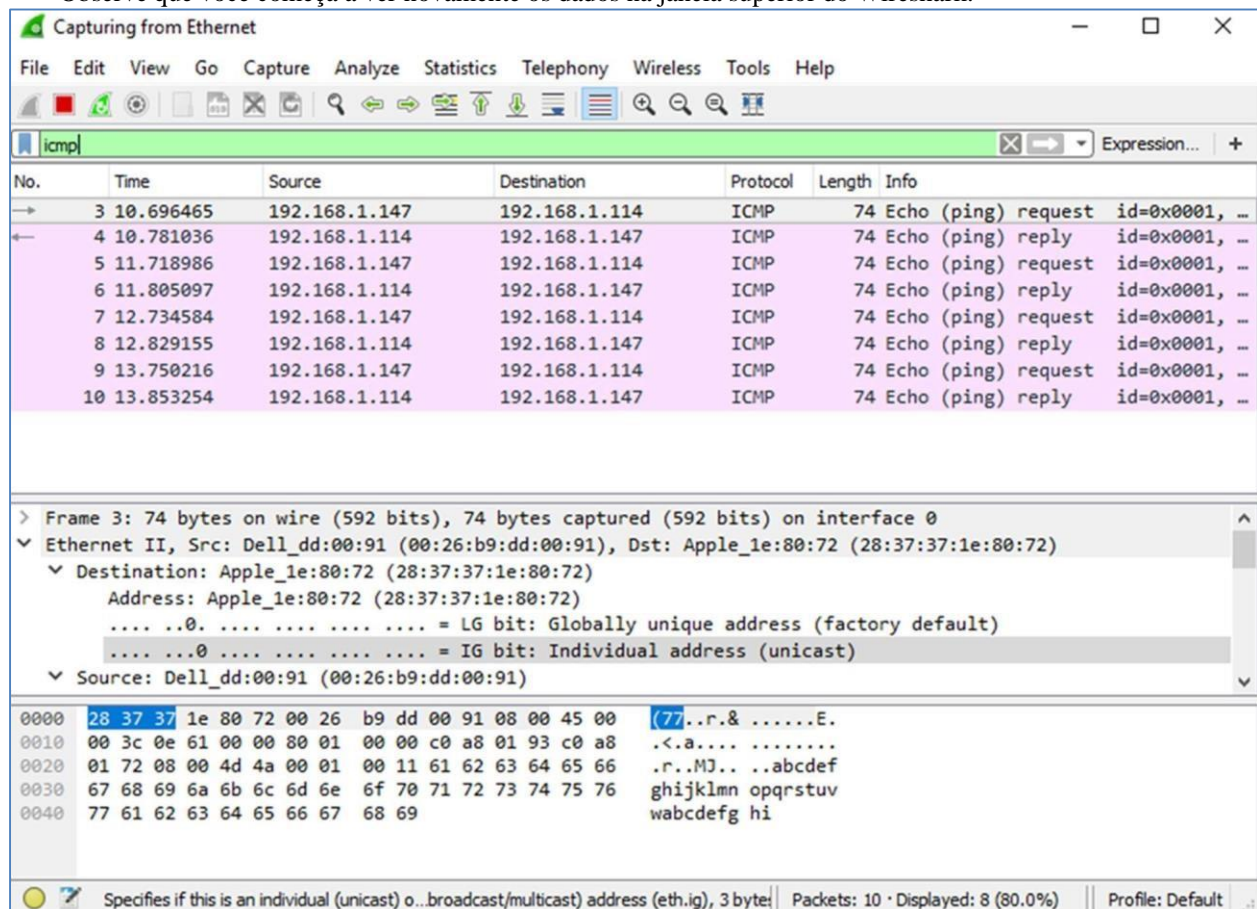 Observe que você começa a ver novamente os dados na janela superior do Wireshark.
Capturing from Ethernet
File Edit View Go Capture Analyze Statistics Telephony Wireless Tools Help
icmp
Expression... +
No. Time Source Destination Protocol Length Info
3 10.696465 192.168.1.147 192.168.1.114 ICMP 74 Echo (ping) request id=0x0001, …
4 10.781036 192.168.1.114 192.168.1.147 ICMP 74 Echo (ping) reply id=0x0001, …
5 11.718986 192.168.1.147 192.168.1.114 ICMP 74 Echo (ping) request id=0x0001, …
6 11.805097 192.168.1.114 192.168.1.147 ICMP 74 Echo (ping) reply id=0x0001, …
7 12.734584 192.168.1.147 192.168.1.114 ICMP 74 Echo (ping) request id=0x0001, …
8 12.829155 192.168.1.114 192.168.1.147 ICMP 74 Echo (ping) reply id=0x0001, …
9 13.750216 192.168.1.147 192.168.1.114 ICMP 74 Echo (ping) request id=0x0001, …
10 13.853254 192.168.1.114 192.168.1.147 ICMP 74 Echo (ping) reply id=0x0001, …
Frame 3: 74 bytes on wire (592 bits), 74 bytes captured (592 bits) on interface 0
Ethernet II, Src: Dell_dd:00:91 (00:26:b9:dd:00:91), Dst: Apple_1e:80:72 (28:37:37:1e:80:72)
Destination: Apple_1e:80:72 (28:37:37:1e:80:72)
Address: Apple_1e:80:72 (28:37:37:1e:80:72)
.... ..0. .... .... .... .... = LG bit: Globally unique address (factory default)
.... ...0 .... .... .... .... = IG bit: Individual address (unicast)
Source: Dell_dd:00:91 (00:26:b9:dd:00:91)
0000 28 37 37 1e 80 72 00 26 b9 dd 00 91 08 00 45 00 (77..r.& ......E.
0010 00 3c 0e 61 00 00 80 01 00 00 c0 a8 01 93 c0 a8 .<.a.... ........
0020 01 72 08 00 4d 4a 00 01 00 11 61 62 63 64 65 66 .r..MJ.. ..abcdef
0030 67 68 69 6a 6b 6c 6d 6e 6f 70 71 72 73 74 75 76 ghijklmn opqrstuv
0040 77 61 62 63 64 65 66 67 68 69 wabcdefg hi
Specifies if this is an individual (unicast) o...broadcast/multicast) address (eth.ig), 3 bytes Packets: 10 · Displayed: 8 (80.0%) Profile: Default